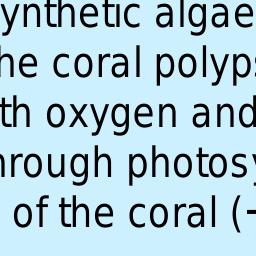 ynthetic algae
he coral polyps
th oxygen and
hrough photosy
of the coral (-